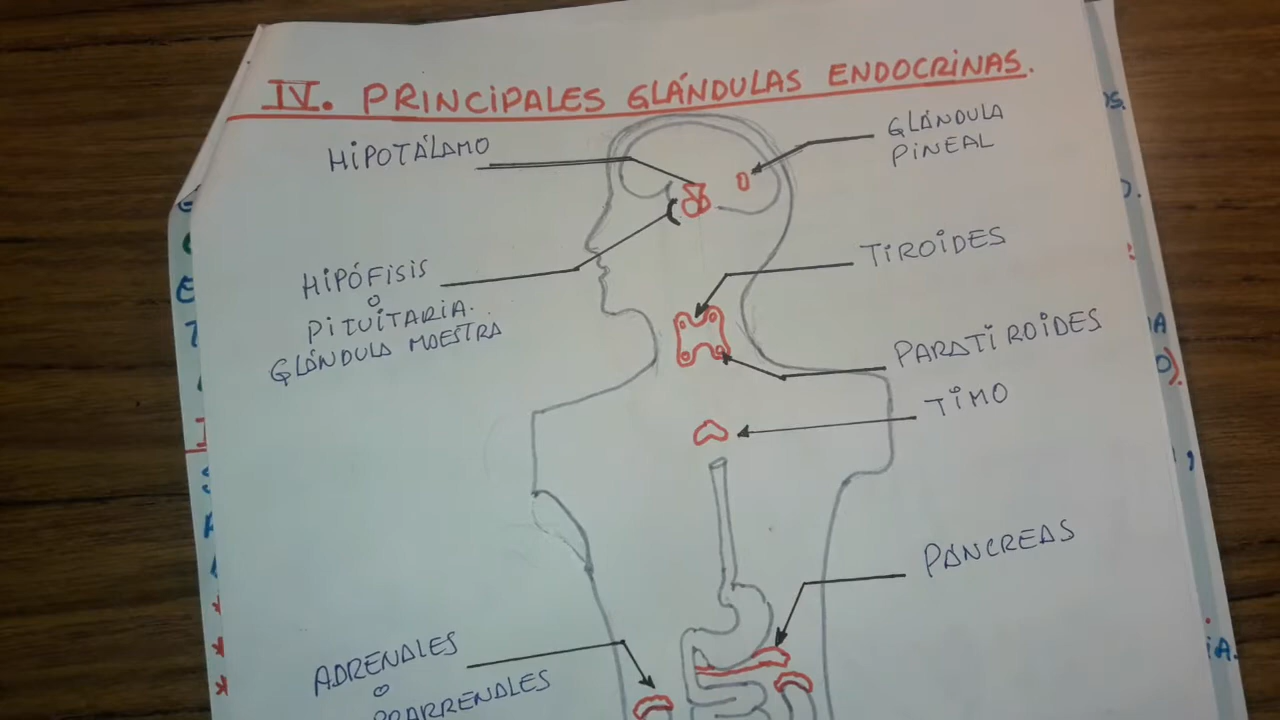 IV. PRINCIPALES GLÁNDULAS ENDOCRINAS.
HIPOTÁLAMO
GLÁNDULA
PINEAL
HIPÓFISIS
O
PITUITARIA.
GLÁNDULA MAESTRA
TIROIDES
PARATIROIDES
TIMO
PÁNCREAS
ADRENALES
O